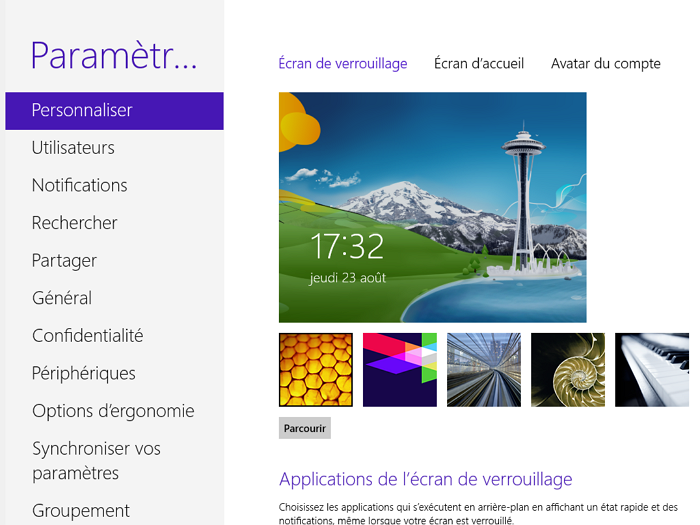 Paramètr...
Personnaliser
Utilisateurs
Notifications
Rechercher
Partager
Général
Confidentialité
Périphériques
Options d'ergonomie
Synchroniser vos
paramètres
Groupement
Écran de verrouillage
Écran d'accueil
Avatar du compte
17:32
jeudi 23 août
Parcourir
Applications de l'écran de verrouillage
Choisissez les applications qui s'exécutent en arrière-plan en affichant un état rapide et des
notifications, même lorsque votre écran est verrouillé.